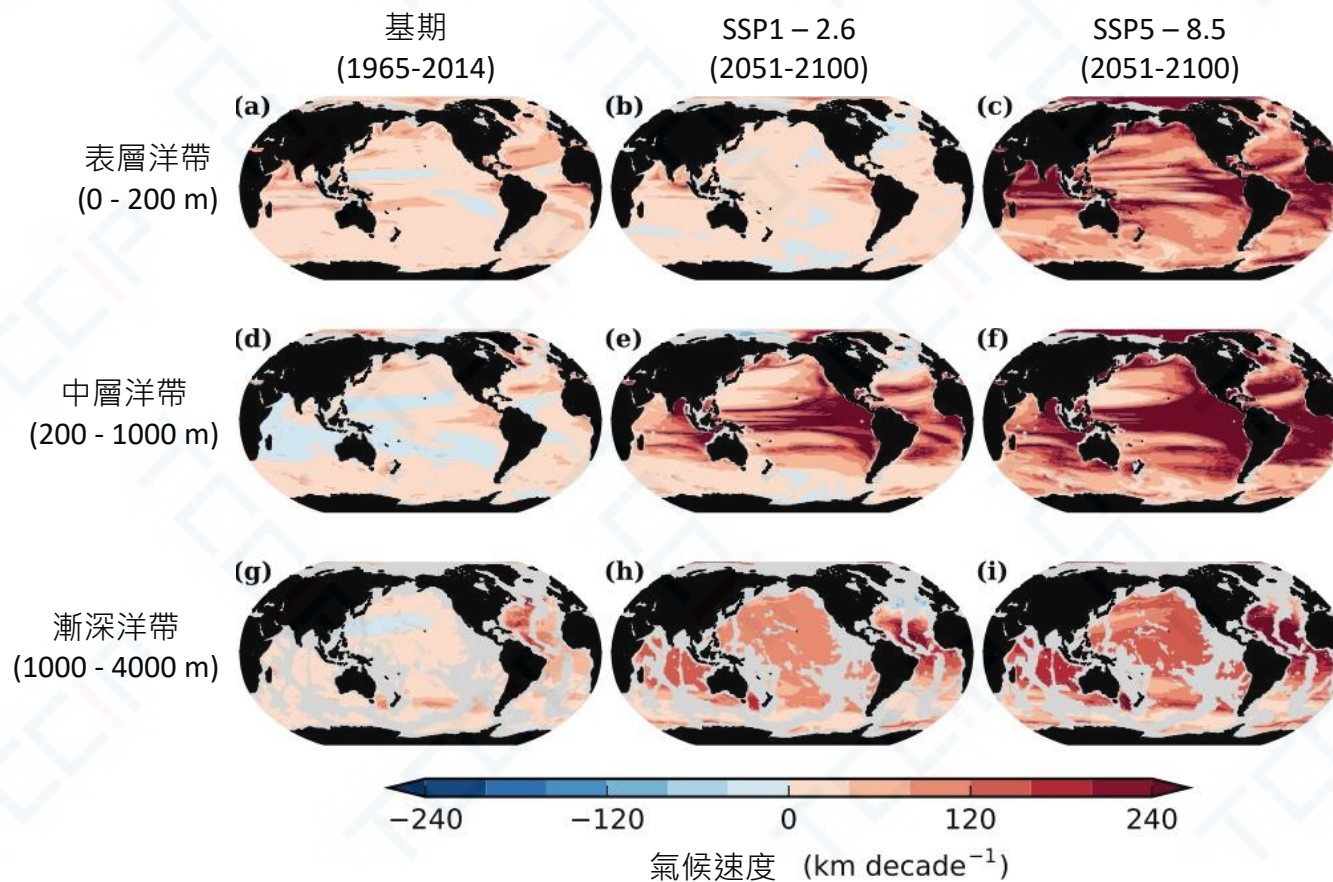 基期
(1965-2014)
SSP1 – 2.6
(2051-2100)
SSP5 – 8.5
(2051-2100)
表層洋帶
(0 - 200 m)
(a)
(b)
(c)
中層洋帶
(200 - 1000 m)
(d)
(e)
(f)
漸深洋帶
(1000 - 4000 m)
(g)
(h)
(i)
−240 −120 0 120 240
氣候速度 (km decade⁻¹)
TCCIP